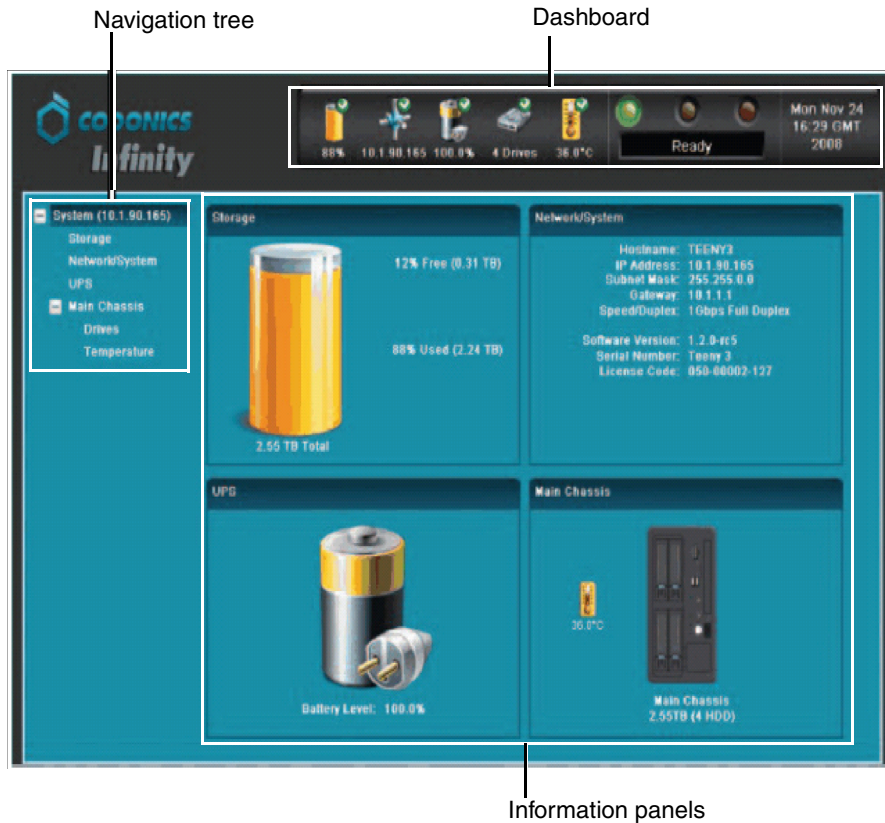 Navigation tree
Dashboard
CODONICS
Infinity
88%
10.1.90.165
100.0%
4 Drives
36.0°C
Ready
Mon Nov 24
16:29 GMT
2008
System (10.1.90.165)
Storage
Network/System
UPS
Main Chassis
Drives
Temperature
Storage
12% Free (0.31 TB)
88% Used (2.24 TB)
2.55 TB Total
Network/System
Hostname: TEENY3
IP Address: 10.1.90.165
Subnet Mask: 255.255.0.0
Gateway: 10.1.1.1
Speed/Duplex: 1Gbps Full Duplex
Software Version: 1.2.0-rc5
Serial Number: Teeny 3
License Code: 050-00002-127
UPS
Battery Level: 100.0%
Main Chassis
36.0°C
Main Chassis
2.55TB (4 HDD)
Information panels